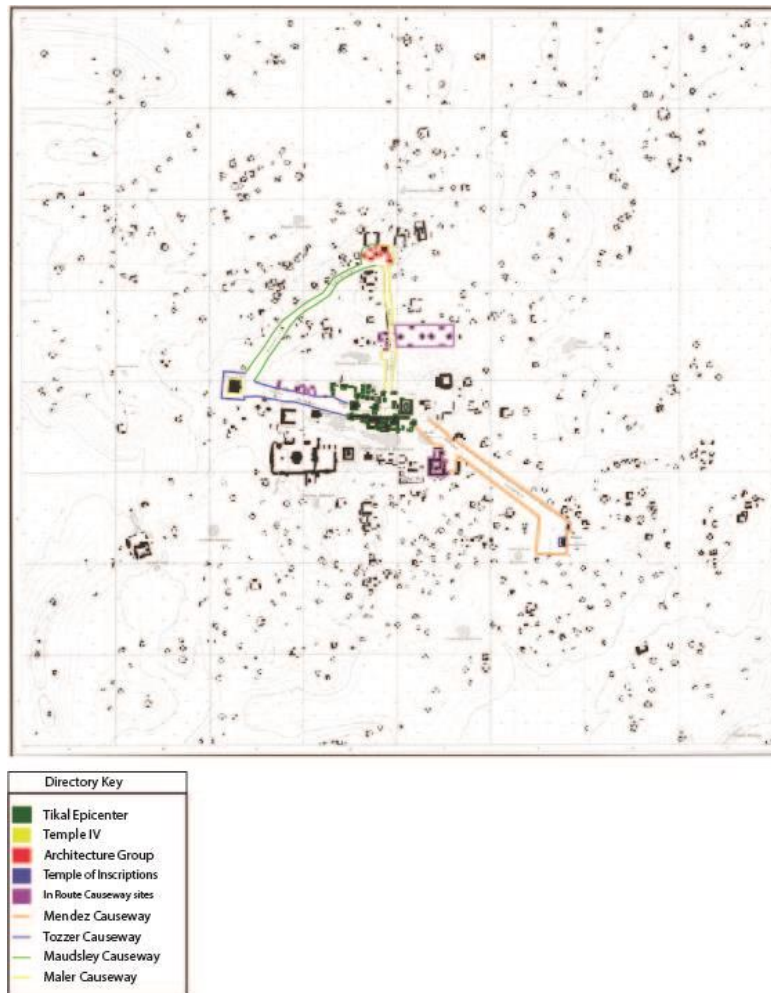 Directory Key
Tikal Epicenter
Temple IV
Architecture Group
Temple of Inscriptions
In Route Causeway sites
Mendez Causeway
Tozzer Causeway
Maudsley Causeway
Maler Causeway